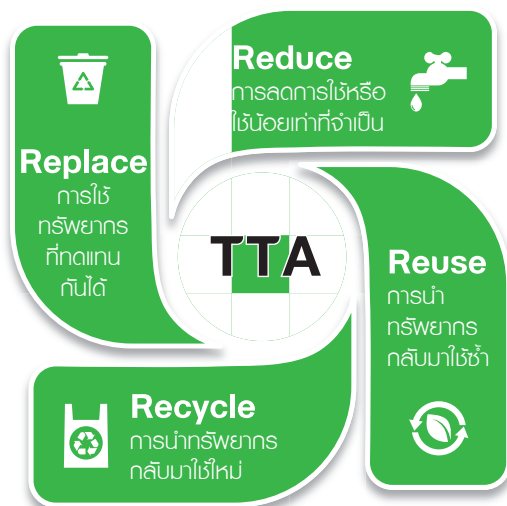 Reduce
การลดการใช้หรือ
ใช้น้อยเท่าที่จำเป็น
Replace
การใช้
ทรัพยากร
ที่ทดแทน
กันได้
TTA
Reuse
การนำ
ทรัพยากร
กลับมาใช้ซ้ำ
Recycle
การนำทรัพยากร
กลับมาใช้ใหม่